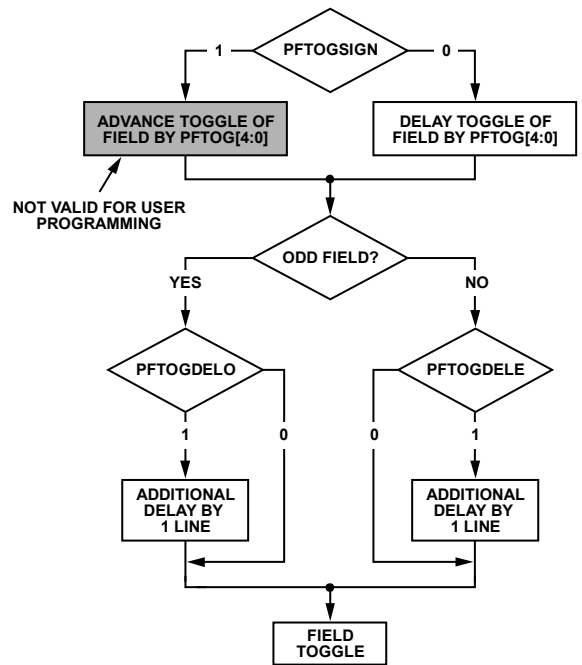 PFTOGSIGN
1
0
ADVANCE TOGGLE OF
FIELD BY PFTOG[4:0]
DELAY TOGGLE OF
FIELD BY PFTOG[4:0]
NOT VALID FOR USER
PROGRAMMING
ODD FIELD?
YES
NO
PFTOGDELO
PFTOGDELE
1
0
0
1
ADDITIONAL
DELAY BY
1 LINE
ADDITIONAL
DELAY BY
1 LINE
FIELD
TOGGLE